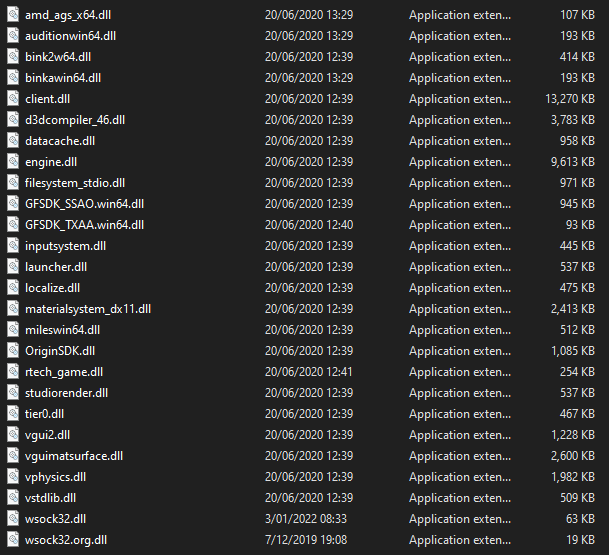 amd_ags_x64.dll 20/06/2020 13:29 Application exten... 107 KB
auditionwin64.dll 20/06/2020 13:29 Application exten... 193 KB
bink2w64.dll 20/06/2020 12:39 Application exten... 414 KB
binkawin64.dll 20/06/2020 13:29 Application exten... 193 KB
client.dll 20/06/2020 12:39 Application exten... 13,270 KB
d3dcompiler_46.dll 20/06/2020 12:39 Application exten... 3,783 KB
datacache.dll 20/06/2020 12:39 Application exten... 958 KB
engine.dll 20/06/2020 12:39 Application exten... 9,613 KB
filesystem_stdio.dll 20/06/2020 12:39 Application exten... 971 KB
GFSDK_SSAO.win64.dll 20/06/2020 12:39 Application exten... 945 KB
GFSDK_TXAA.win64.dll 20/06/2020 12:40 Application exten... 93 KB
inputsystem.dll 20/06/2020 12:39 Application exten... 445 KB
launcher.dll 20/06/2020 12:39 Application exten... 537 KB
localize.dll 20/06/2020 12:39 Application exten... 475 KB
materialsystem_dx11.dll 20/06/2020 12:39 Application exten... 2,413 KB
mileswin64.dll 20/06/2020 12:39 Application exten... 512 KB
OriginSDK.dll 20/06/2020 12:39 Application exten... 1,085 KB
rtech_game.dll 20/06/2020 12:41 Application exten... 254 KB
studiorender.dll 20/06/2020 12:39 Application exten... 537 KB
tier0.dll 20/06/2020 12:39 Application exten... 467 KB
vgui2.dll 20/06/2020 12:39 Application exten... 1,228 KB
vguimatsurface.dll 20/06/2020 12:39 Application exten... 2,600 KB
vphysics.dll 20/06/2020 12:39 Application exten... 1,982 KB
vstdlib.dll 20/06/2020 12:39 Application exten... 509 KB
wsock32.dll 3/01/2022 08:33 Application exten... 63 KB
wsock32.org.dll 7/12/2019 19:08 Application exten... 19 KB